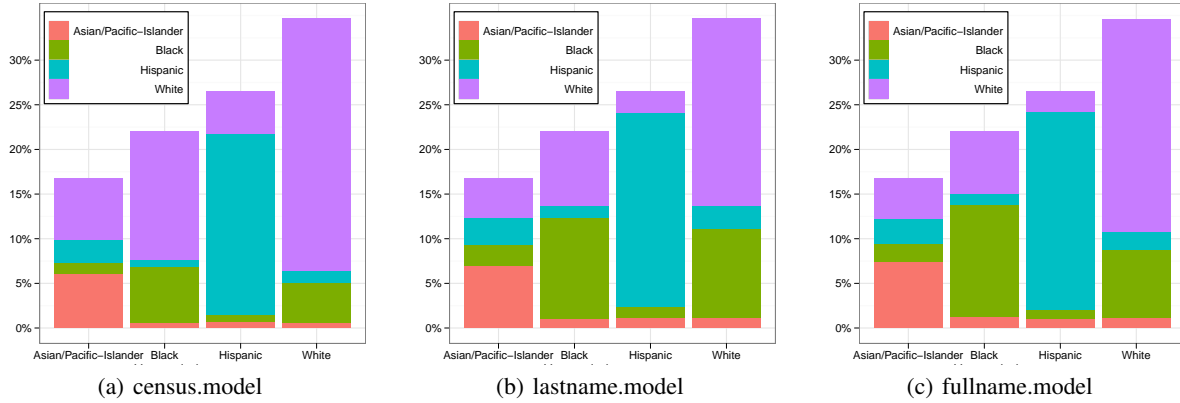 Asian/Pacific-Islander
Black
Hispanic
White
30%
25%
20%
15%
10%
5%
0%
Asian/Pacific-Islander Black Hispanic White
(a) census.model
Asian/Pacific-Islander
Black
Hispanic
White
30%
25%
20%
15%
10%
5%
0%
Asian/Pacific-Islander Black Hispanic White
(b) lastname.model
Asian/Pacific-Islander
Black
Hispanic
White
30%
25%
20%
15%
10%
5%
0%
Asian/Pacific-Islander Black Hispanic White
(c) fullname.model